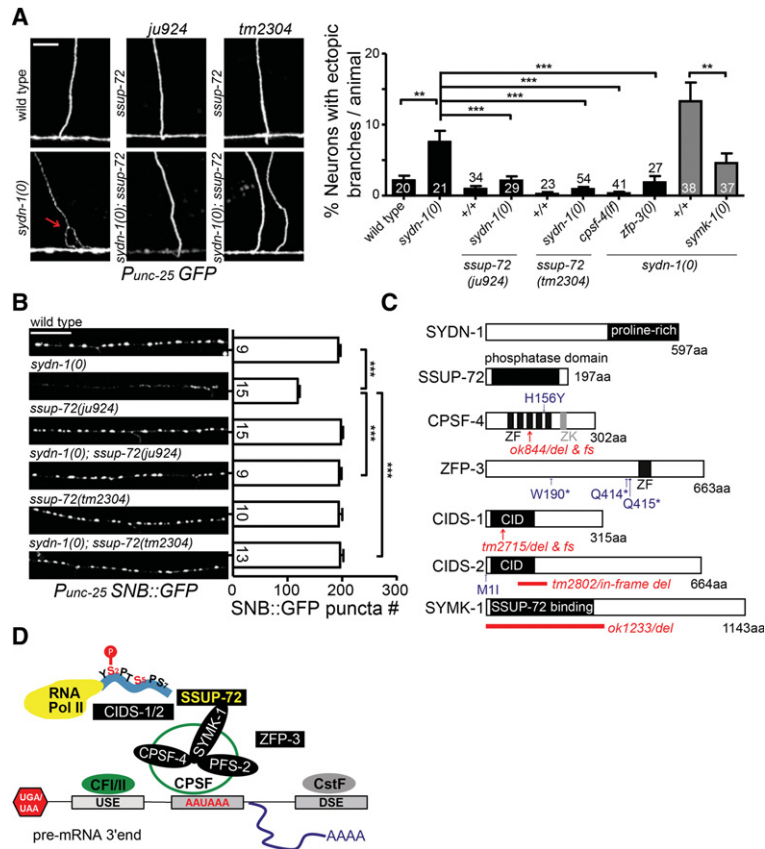 A
ju924
tm2304
wild type
ssup-72
ssup-72
sydn-1(0)
sydn-1(0); ssup-72
sydn-1(0); ssup-72
Punc-25 GFP
% Neurons with ectopic
branches / animal
20
10
5
0
**
***
***
***
***
**
20
21
34
29
23
54
41
27
38
37
wild type
sydn-1(0)
+/+
sydn-1(0)
+/+
sydn-1(0)
cpsf-4(lf)
zfp-3(0)
+/+
symk-1(0)
ssup-72
(ju924)
ssup-72
(tm2304)
sydn-1(0)
B
wild type
sydn-1(0)
ssup-72(ju924)
sydn-1(0); ssup-72(ju924)
ssup-72(tm2304)
sydn-1(0); ssup-72(tm2304)
Punc-25 SNB::GFP
9
15
15
9
10
13
***
***
***
0 100 200 300
SNB::GFP puncta #
C
SYDN-1
proline-rich
597aa
phosphatase domain
SSUP-72
197aa
H156Y
CPSF-4
ZF
ZK
302aa
ok844/del & fs
ZFP-3
ZF
663aa
W190*
Q414*
Q415*
CIDS-1
CID
315aa
tm2715/del & fs
CIDS-2
CID
664aa
M1I
tm2802/in-frame del
SYMK-1
SSUP-72 binding
1143aa
ok1233/del
D
P
YS2PTS5PS7
RNA
Pol II
SSUP-72
CIDS-1/2
SYMK-1
ZFP-3
CPSF-4
PFS-2
CPSF
CFI/II
CstF
UGA/
UAA
USE
AAUAAA
DSE
pre-mRNA 3'end
AAAA